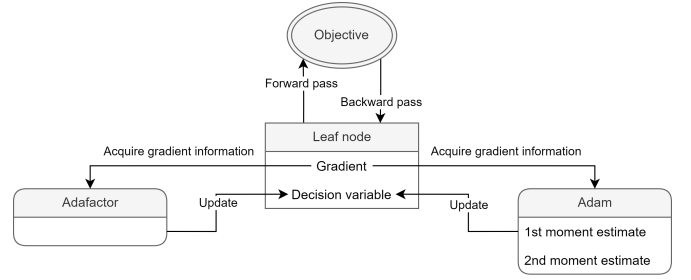 Objective
Forward pass
Backward pass
Leaf node
Acquire gradient information
Gradient
Acquire gradient information
Adafactor
Update
Decision variable
Update
Adam
1st moment estimate
2nd moment estimate